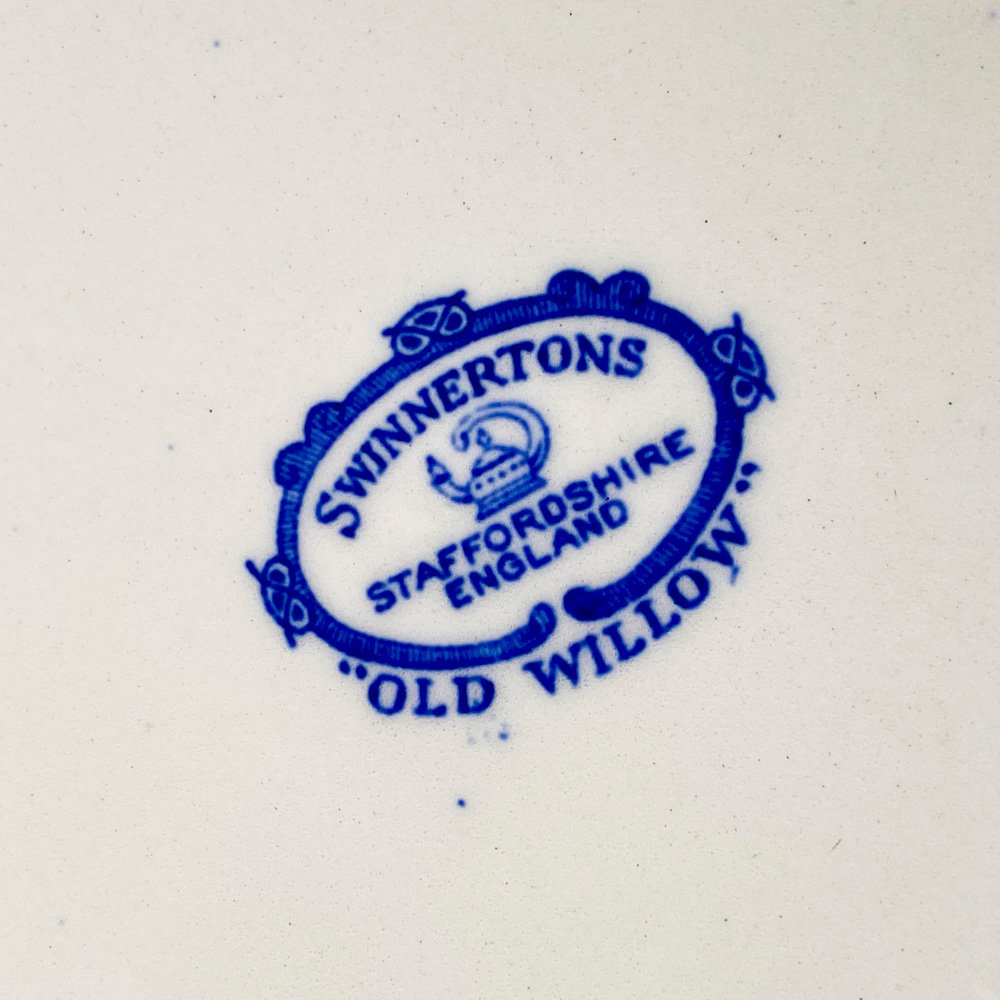 SWINNERTONS
STAFFORDSHIRE
ENGLAND
"OLD WILLOW"